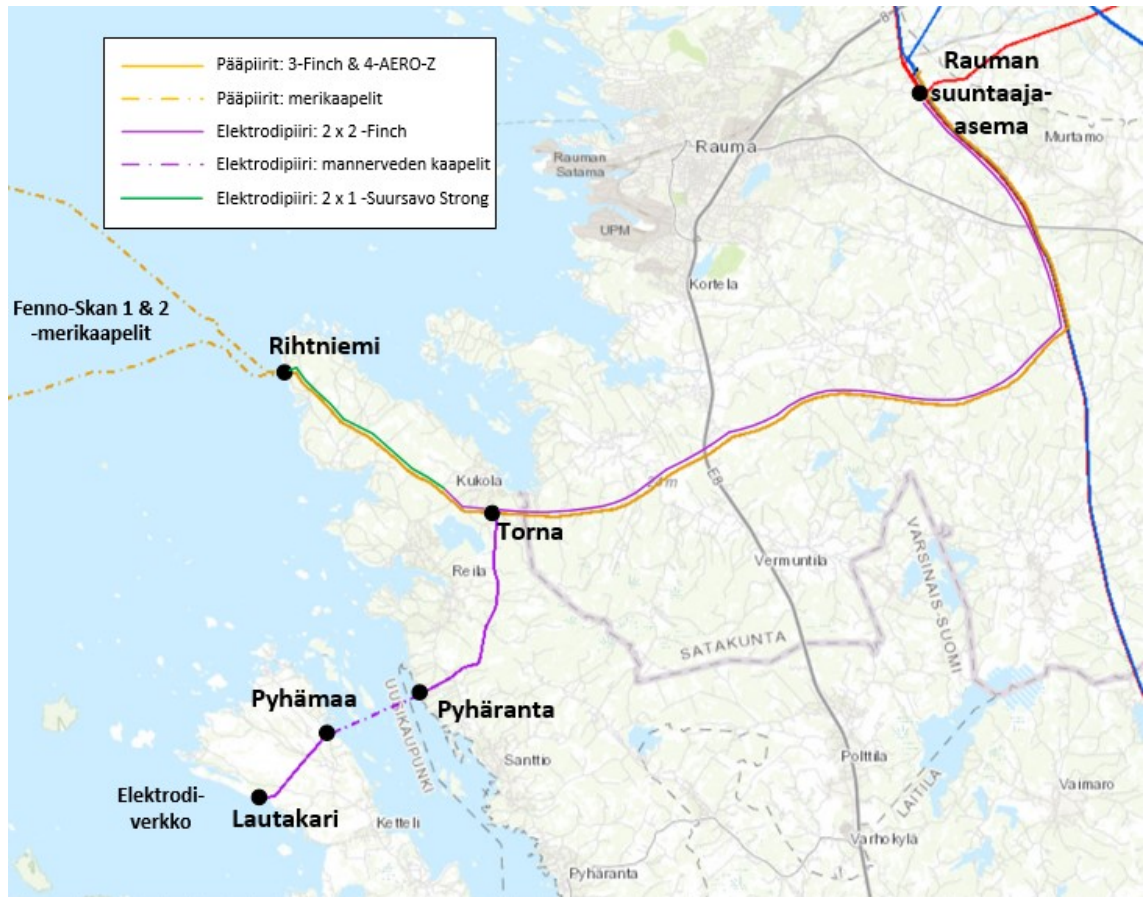 Pääpiirit: 3-Finch & 4-AERO-Z
Pääpiirit: merikaapelit
Elektrodipiiri: 2 x 2 -Finch
Elektrodipiiri: mannerveden kaapelit
Elektrodipiiri: 2 x 1 -Suursavo Strong
8
Rauman
suuntaaja-
asema
Murtamo
Rauma
Rauman
Satama
UPM
Kortela
Fenno-Skan 1 & 2
-merikaapelit
Rihtniemi
Kukola
Torna
E8
Reila
Vermuntila
VARSINAIS-SUOMI
SATAKUNTA
Pyhämaa
UUSIKAUPUNKI
Pyhäranta
Santtio
Polttila
LAITILA
Vaimaro
Elektrodi-
verkko
Lautakari
Ketteli
Varhokylä
Pyhäranta